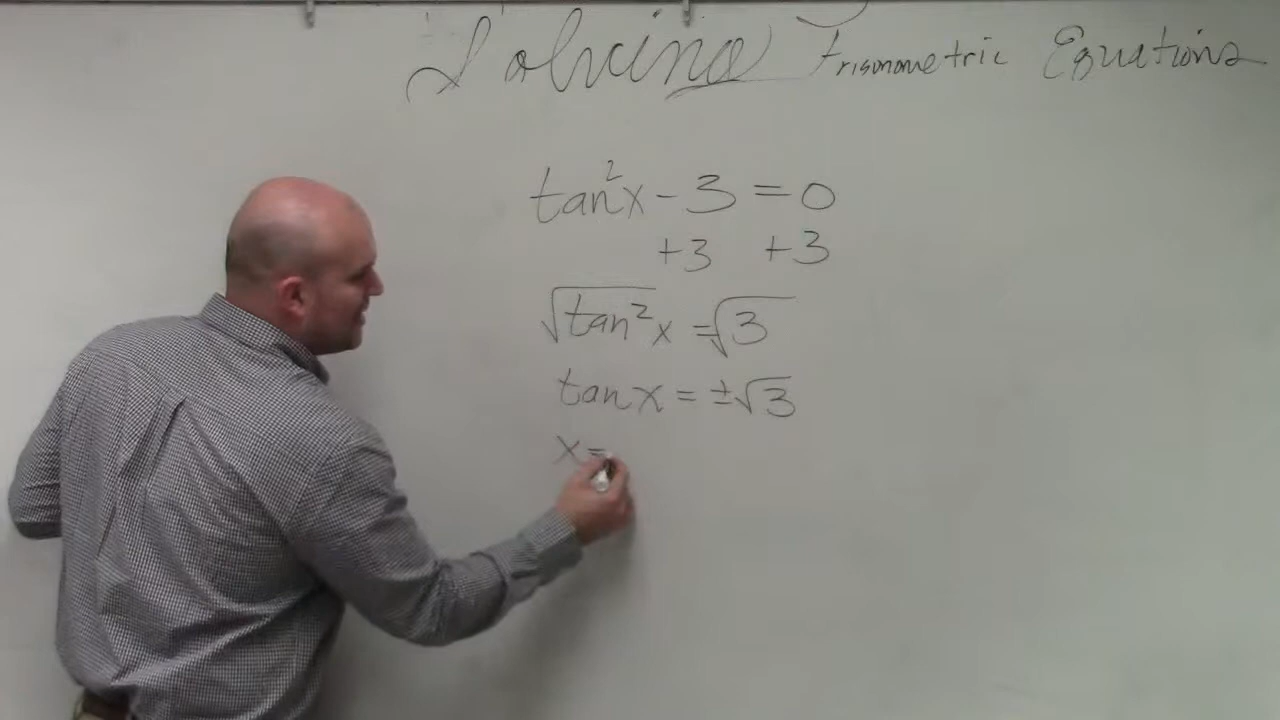 Solving Trigonometric Equations
tan²x - 3 = 0
+3 +3
√tan²x = √3
tan x = ±√3
x =